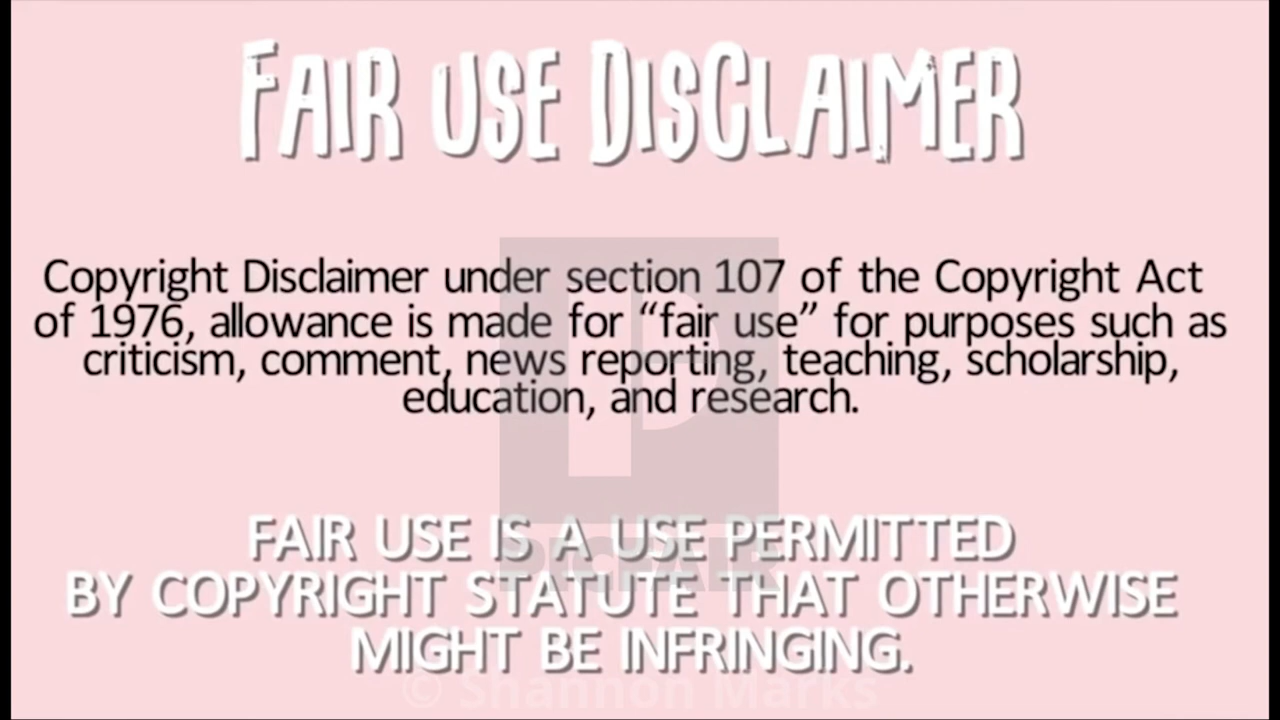 FAIR USE DISCLAIMER
Copyright Disclaimer under section 107 of the Copyright Act
of 1976, allowance is made for “fair use” for purposes such as
criticism, comment, news reporting, teaching, scholarship,
education, and research.
FAIR USE IS A USE PERMITTED
PICFAIR
BY COPYRIGHT STATUTE THAT OTHERWISE
MIGHT BE INFRINGING.
© Shannon Marks